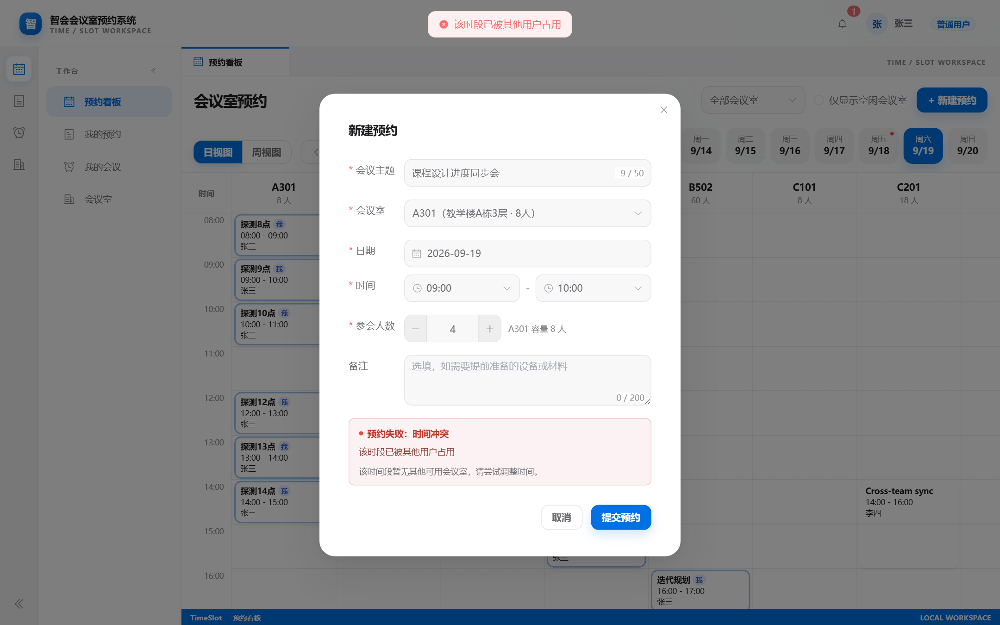 智
智会会议室预约系统
TIME / SLOT WORKSPACE
该时段已被其他用户占用
1
张
张三
普通用户
工作台
预约看板
我的预约
我的会议
会议室
预约看板
TIME / SLOT WORKSPACE
会议室预约
全部会议室
仅显示空闲会议室
+ 新建预约
日视图
周视图
周一
9/14
周二
9/15
周三
9/16
周四
9/17
周五
9/18
周六
9/19
周日
9/20
时间
A301
8 人
B502
60 人
C101
8 人
C201
18 人
08:00
探测8点 我
08:00 - 09:00
张三
09:00
探测9点 我
09:00 - 10:00
张三
10:00
探测10点 我
10:00 - 11:00
张三
11:00
12:00
探测12点 我
12:00 - 13:00
张三
13:00
探测13点 我
13:00 - 14:00
张三
14:00
探测14点 我
14:00 - 15:00
张三
Cross-team sync
14:00 - 16:00
李四
15:00
张三
16:00
迭代规划 我
16:00 - 17:00
张三
新建预约
* 会议主题
课程设计进度同步会
9 / 50
* 会议室
A301（教学楼A栋3层 · 8人）
* 日期
2026-09-19
* 时间
09:00 - 10:00
* 参会人数
4
A301 容量 8 人
备注
选填，如需要提前准备的设备或材料
0 / 200
预约失败：时间冲突
该时段已被其他用户占用
该时间段暂无其他可用会议室，请尝试调整时间。
取消
提交预约
TimeSlot
预约看板
LOCAL WORKSPACE